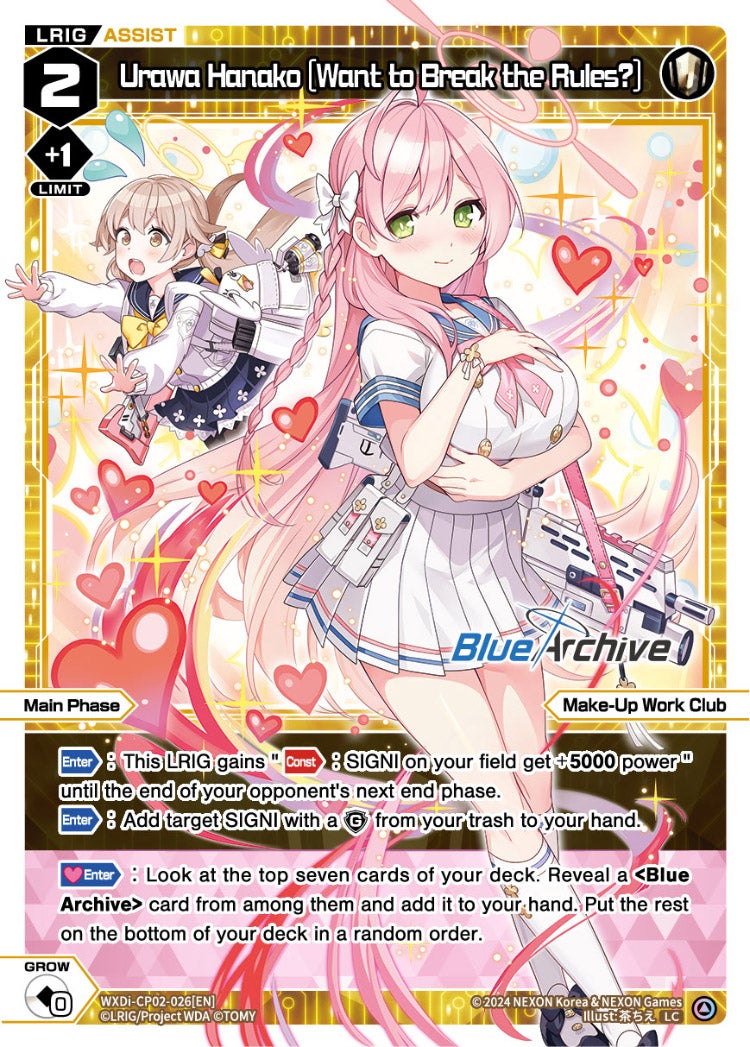 LRIG ASSIST
2
Urawa Hanako [Want to Break the Rules?]
+1
LIMIT
Blue Archive
Main Phase
Make-Up Work Club
Enter : This LRIG gains " Const : SIGNI on your field get +5000 power "
until the end of your opponent's next end phase.
Enter : Add target SIGNI with a G from your trash to your hand.
Enter : Look at the top seven cards of your deck. Reveal a <Blue
Archive> card from among them and add it to your hand. Put the rest
on the bottom of your deck in a random order.
GROW
0
WXDi-CP02-026[EN]
©LRIG/Project WDA ©TOMY
©2024 NEXON Korea & NEXON Games
Illust:茶ちえ LC